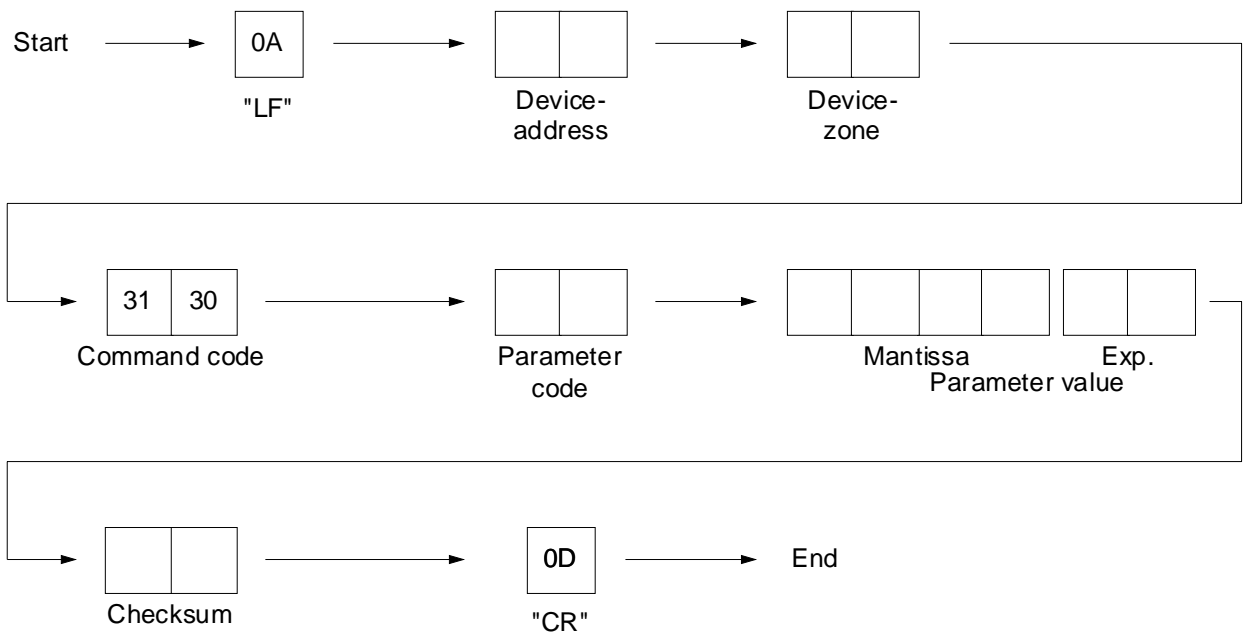 Start
0A
"LF"
Device-
address
Device-
zone
31 30
Command code
Parameter
code
Mantissa Exp.
Parameter value
Checksum
0D
"CR"
End